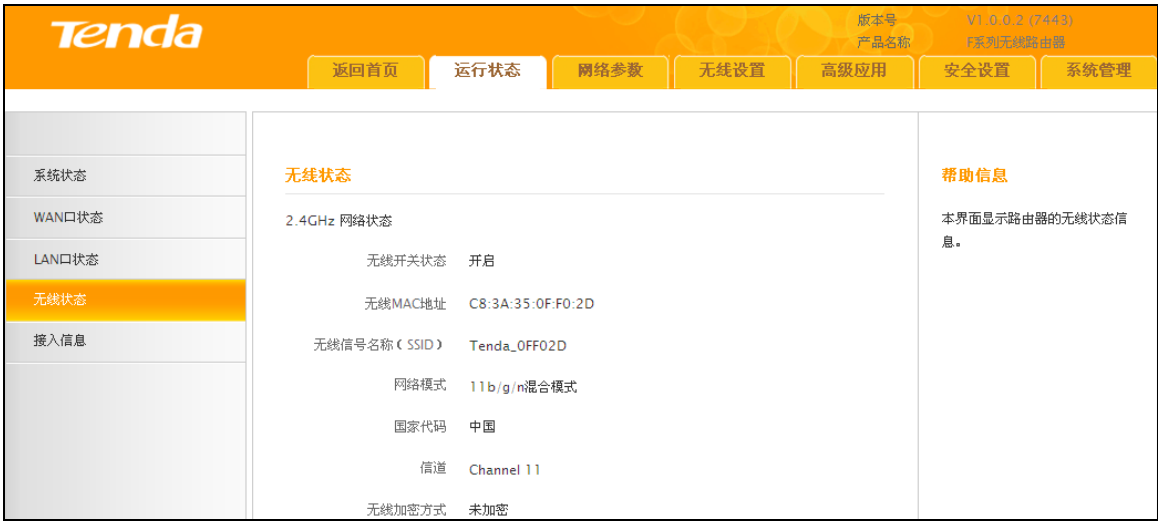 Tenda
版本号 V1.0.0.2 (7443)
产品名称 F系列无线路由器
返回首页 运行状态 网络参数 无线设置 高级应用 安全设置 系统管理
系统状态
WAN口状态
LAN口状态
无线状态
接入信息
无线状态
2.4GHz 网络状态
无线开关状态 开启
无线MAC地址 C8:3A:35:0F:F0:2D
无线信号名称(SSID) Tenda_0FF02D
网络模式 11b/g/n混合模式
国家代码 中国
信道 Channel 11
无线加密方式 未加密
帮助信息
本界面显示路由器的无线状态信
息。